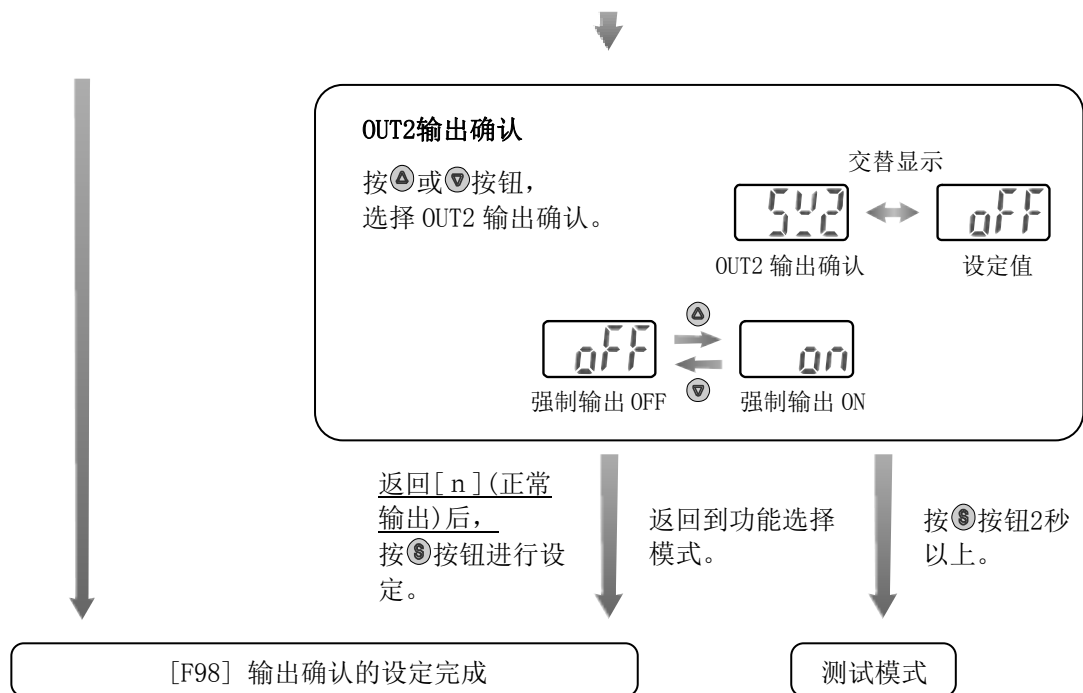 OUT2输出确认
按或按钮，
选择 OUT2 输出确认。
交替显示
SW2
oFF
OUT2 输出确认
设定值
oFF
on
强制输出 OFF
强制输出 ON
返回[ n ](正常
输出)后，
按Ⓢ按钮进行设
定。
返回到功能选择
模式。
按Ⓢ按钮2秒
以上。
[F98] 输出确认的设定完成
测试模式